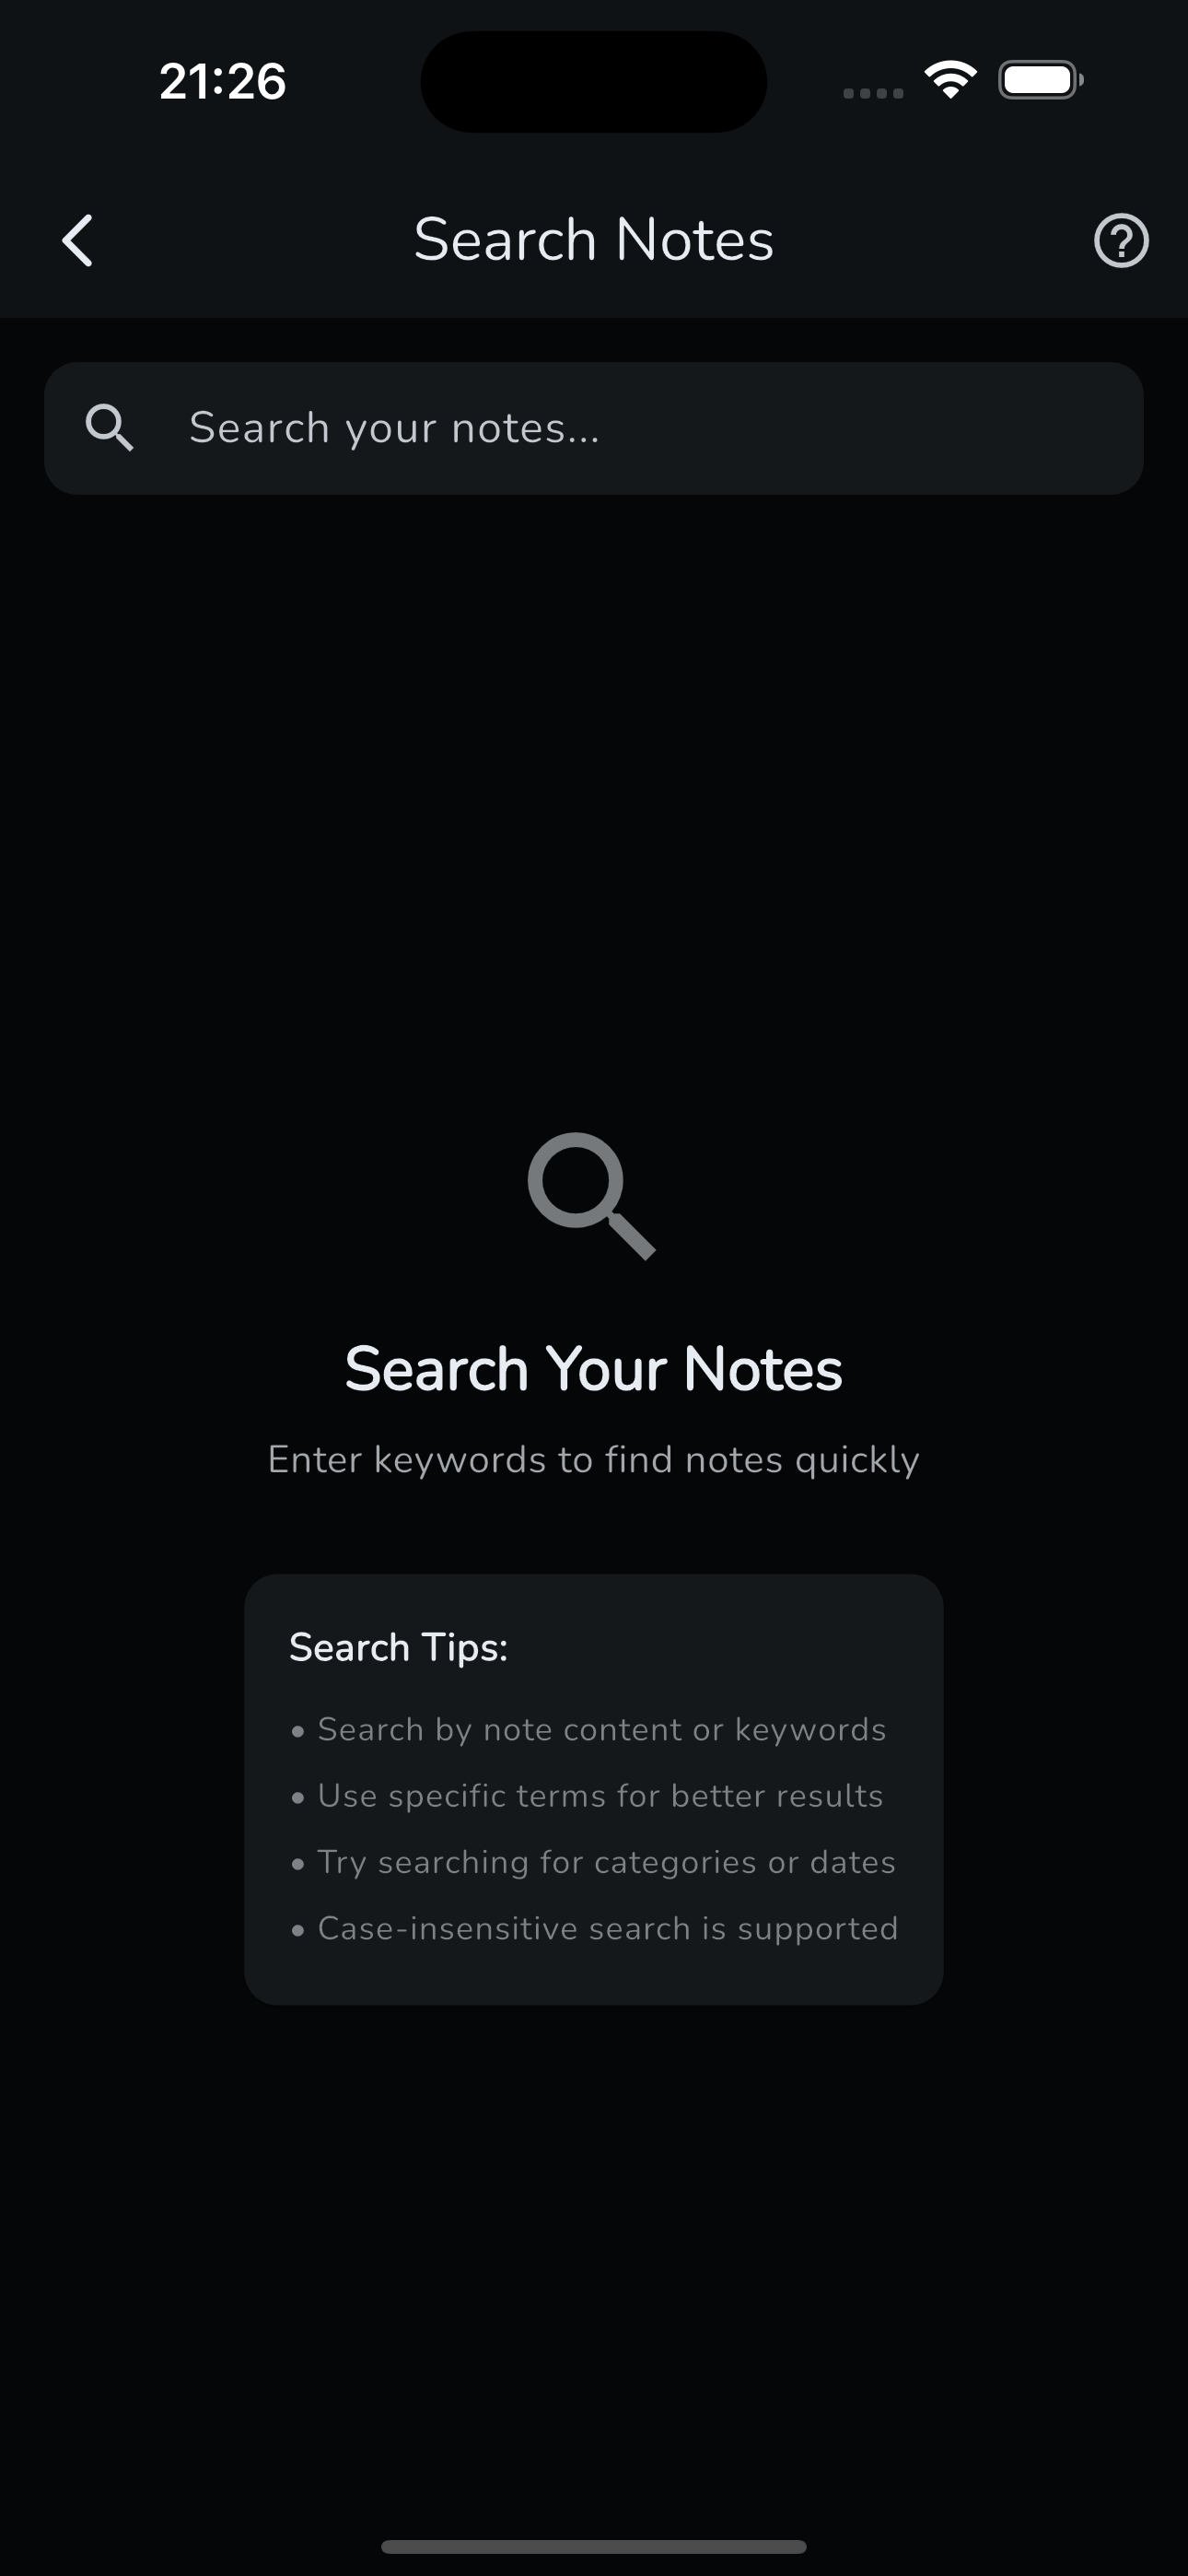 21:26
Search Notes
Search your notes...
Search Your Notes
Enter keywords to find notes quickly
Search Tips:
• Search by note content or keywords
• Use specific terms for better results
• Try searching for categories or dates
• Case-insensitive search is supported